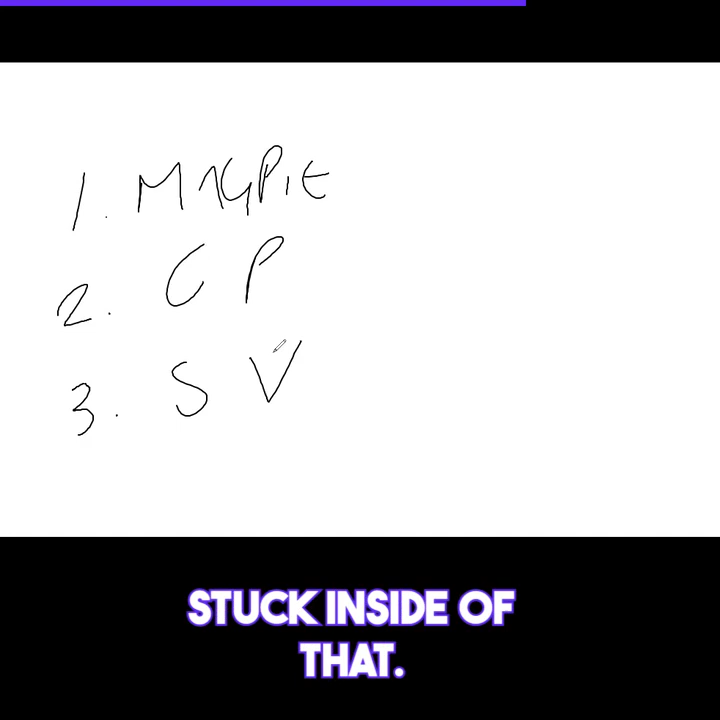 1. MAGPIE
2. C P
3. S V
STUCK INSIDE OF
THAT.